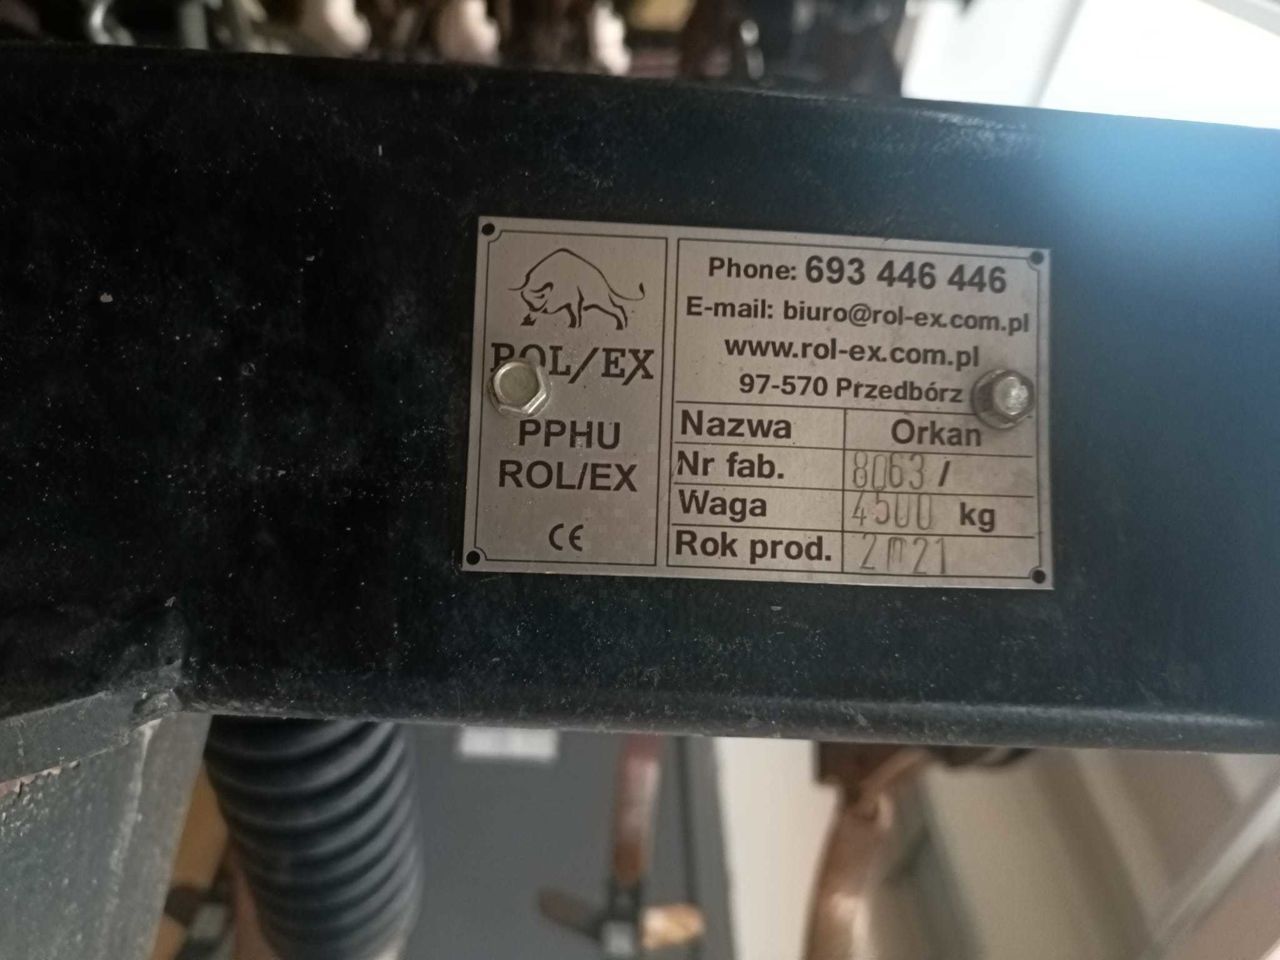 ROL/EX
PPHU
ROL/EX
CE
Phone: 693 446 446
E-mail: biuro@rol-ex.com.pl
www.rol-ex.com.pl
97-570 Przedbórz
Nazwa Orkan
Nr fab. 8063 /
Waga 4500 kg
Rok prod. 2021